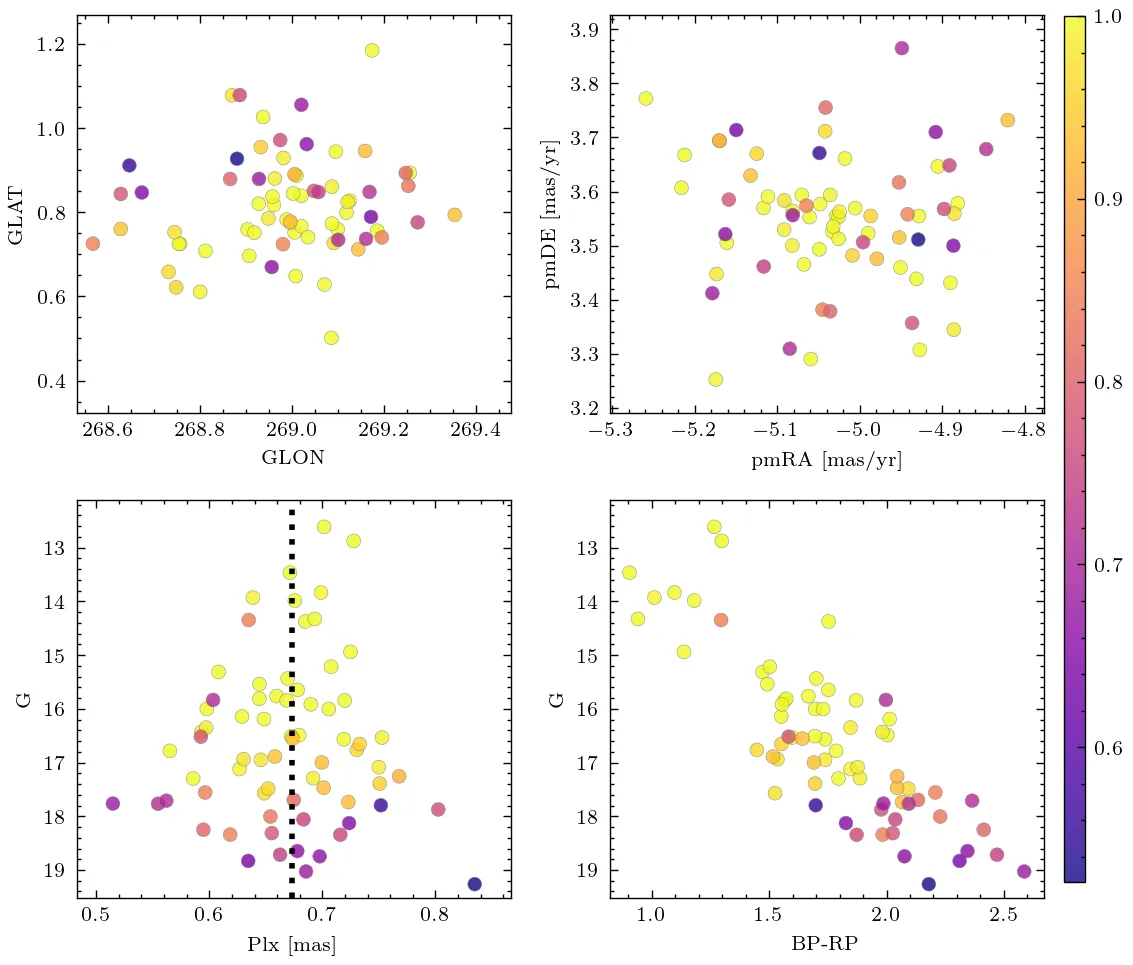 1.2
1.0
0.8
0.6
0.4
GLAT
268.6 268.8 269.0 269.2 269.4
GLON
3.9
3.8
3.7
3.6
3.5
3.4
3.3
3.2
pmDE [mas/yr]
−5.3 −5.2 −5.1 −5.0 −4.9 −4.8
pmRA [mas/yr]
13
14
15
16
17
18
19
G
0.5 0.6 0.7 0.8
Plx [mas]
13
14
15
16
17
18
19
G
1.0 1.5 2.0 2.5
BP-RP
1.0
0.9
0.8
0.7
0.6